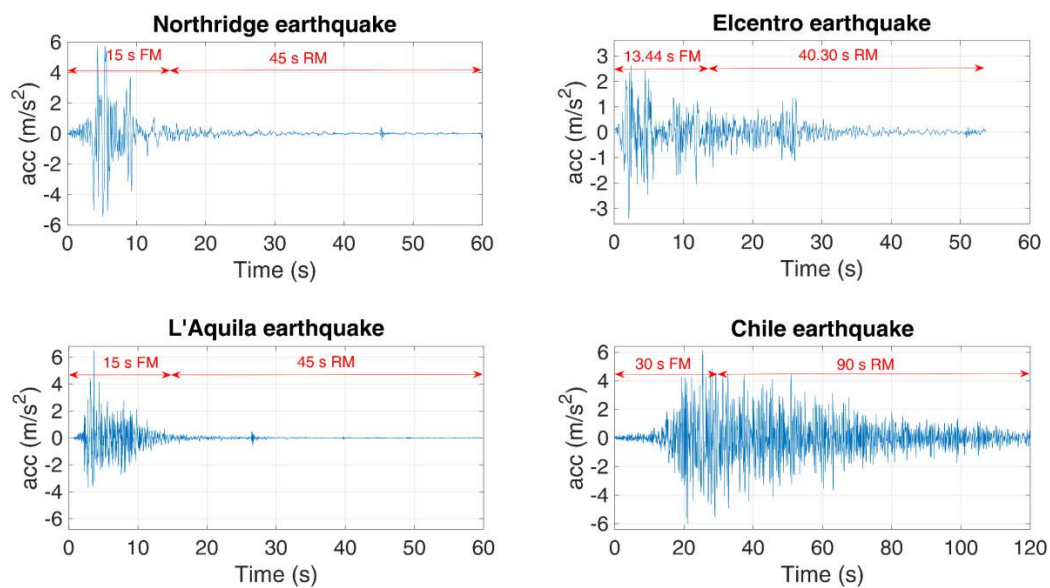 Northridge earthquake
15 s FM
45 s RM
6
4
2
0
-2
-4
-6
acc (m/s²)
0
10
20
30
40
50
60
Time (s)
Elcentro earthquake
13.44 s FM
40.30 s RM
3
2
1
0
-1
-2
-3
acc (m/s²)
0
10
20
30
40
50
60
Time (s)
L'Aquila earthquake
15 s FM
45 s RM
6
4
2
0
-2
-4
-6
acc (m/s²)
0
10
20
30
40
50
60
Time (s)
Chile earthquake
30 s FM
90 s RM
6
4
2
0
-2
-4
-6
acc (m/s²)
0
20
40
60
80
100
120
Time (s)